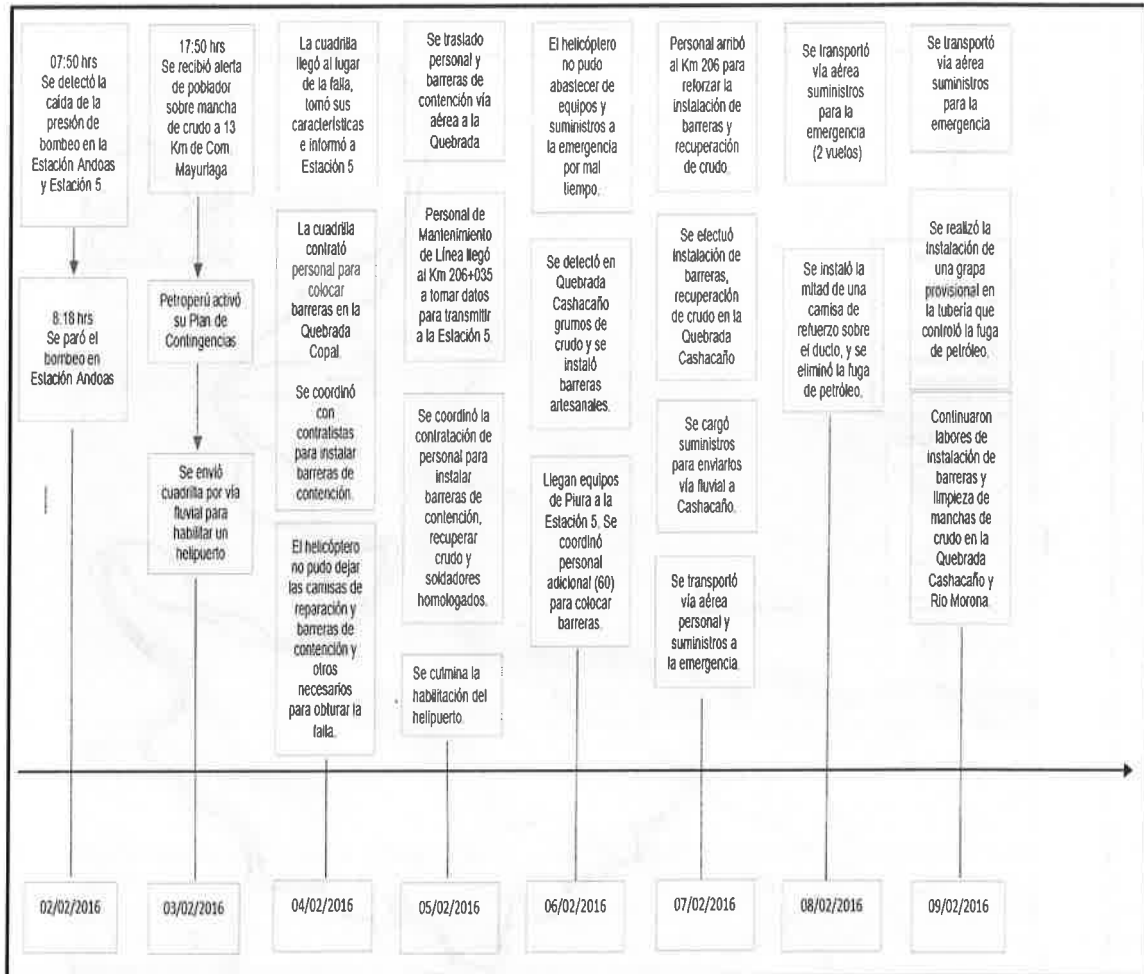 07:50 hrs
Se detectó la
caída de la
presión de
bombeo en la
Estación Andoas
y Estación 5
8:18 hrs
Se paró el
bombeo en
Estación Andoas
02/02/2016
17:50 hrs
Se recibió alerta
de poblador
sobre mancha
de crudo a 13
Km de Com.
Mayuriaga
Petroperú activó
su Plan de
Contingencias
Se envió
cuadrilla por vía
fluvial para
habilitar un
helipuerto
03/02/2016
La cuadrilla
llegó al lugar
de la falla,
tomó sus
características
e informó a
Estación 5
La cuadrilla
contrató
personal para
colocar
barreras en la
Quebrada
Copal.
Se coordinó
con
contratistas
para instalar
barreras de
contención.
El helicóptero
no pudo dejar
las camisas de
reparación y
barreras de
contención y
otros
necesarios
para obturar la
falla.
04/02/2016
Se traslado
personal y
barreras de
contención vía
aérea a la
Quebrada
Personal de
Mantenimiento
de Línea llegó
al Km 206+035
a tomar datos
para transmitir
a la Estación 5.
Se coordinó la
contratación de
personal para
instalar
barreras de
contención,
recuperar
crudo y
soldadores
homologados.
Se culmina la
habilitación del
helipuerto.
05/02/2016
El helicóptero
no pudo
abastecer de
equipos y
suministros a
la emergencia
por mal
tiempo.
Se detectó en
Quebrada
Cashacaño
grumos de
crudo y se
instaló
barreras
artesanales.
Llegan equipos
de Piura a la
Estación 5. Se
coordinó
personal
adicional (60)
para colocar
barreras.
06/02/2016
Personal arribó
al Km 206 para
reforzar la
instalación de
barreras y
recuperación
de crudo.
Se efectuó
instalación de
barreras,
recuperación
de crudo en la
Quebrada
Cashacaño
Se cargó
suministros
para enviarlos
vía fluvial a
Cashacaño.
Se transportó
vía aérea
personal y
suministros a
la emergencia.
07/02/2016
Se transportó
vía aérea
suministros
para la
emergencia
(2 vuelos)
Se instaló la
mitad de una
camisa de
refuerzo sobre
el ducto, y se
eliminó la fuga
de petróleo.
08/02/2016
Se transportó
vía aérea
suministros
para la
emergencia
Se realizó la
instalación de
una grapa
provisional en
la tubería que
controló la fuga
de petróleo.
Continuaron
labores de
instalación de
barreras y
limpieza de
manchas de
crudo en la
Quebrada
Cashacaño y
Rio Morona.
09/02/2016